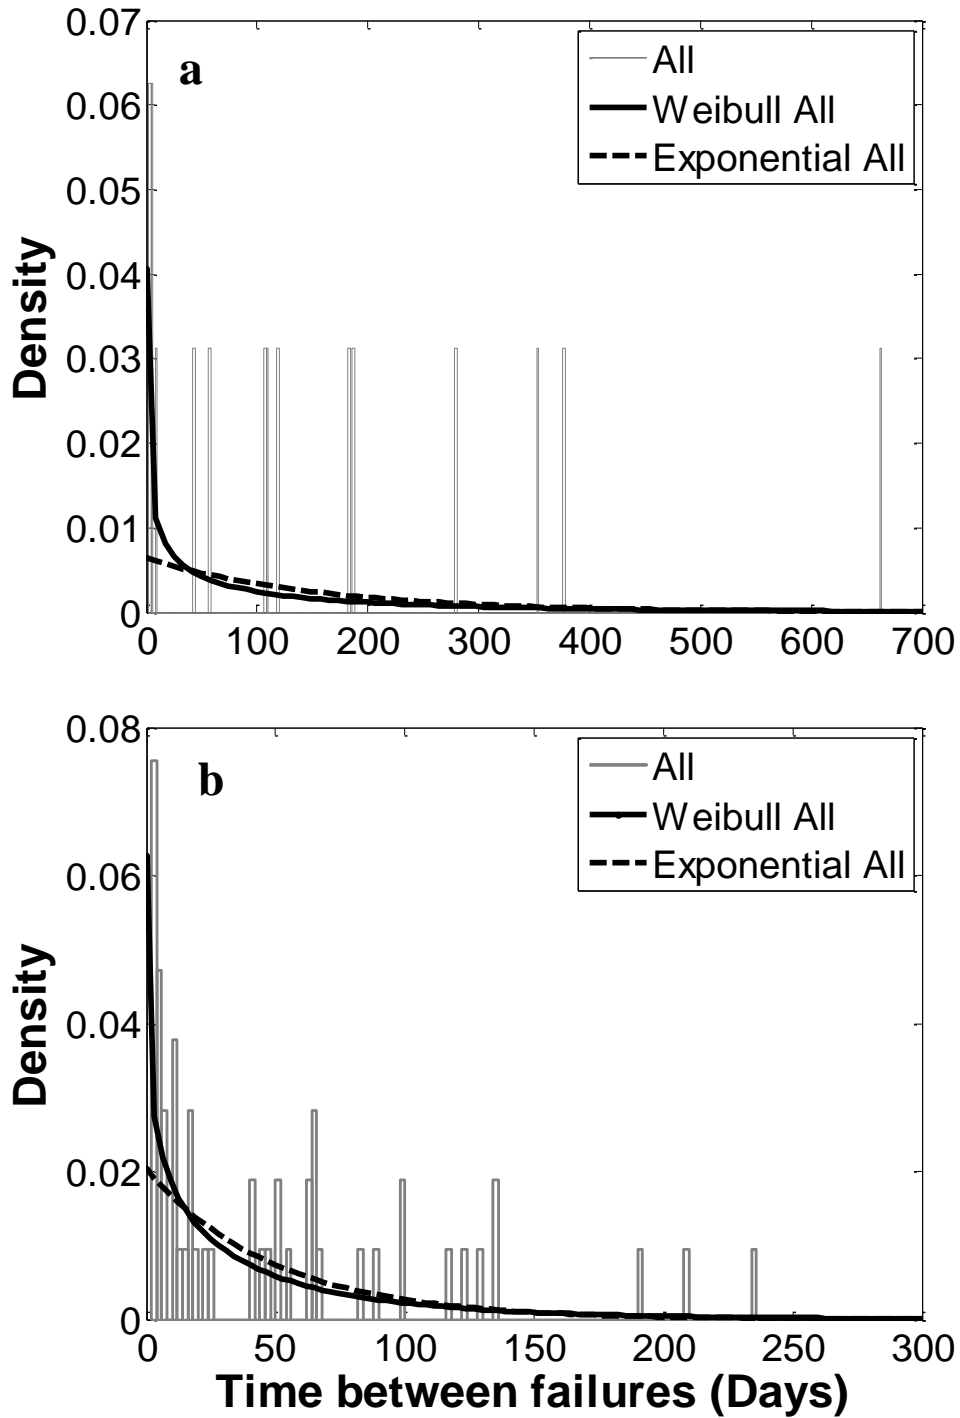 0.07
0.06
0.05
0.04
0.03
0.02
0.01
0
Density
a
All
Weibull All
Exponential All
0 100 200 300 400 500 600 700
0.08
0.06
0.04
0.02
0
Density
b
All
Weibull All
Exponential All
0 50 100 150 200 250 300
Time between failures (Days)